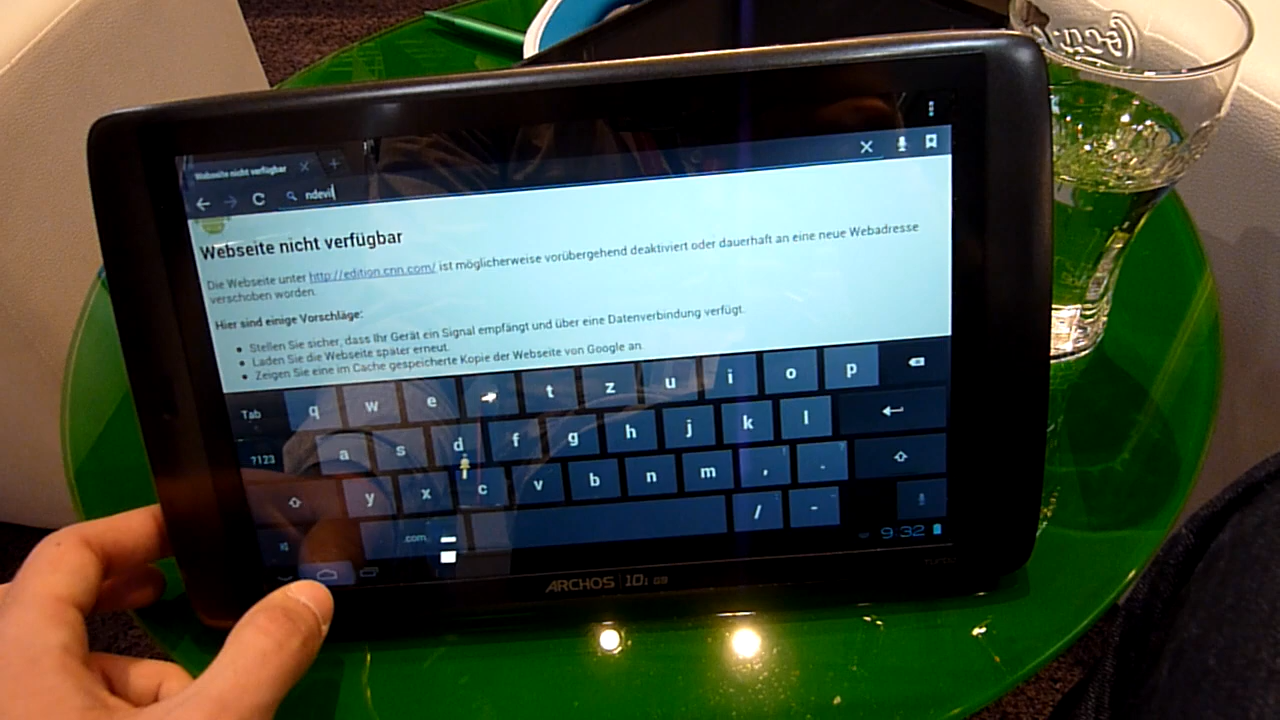 Webseite nicht verfügbar
ndevil
Webseite nicht verfügbar
Die Webseite unter http://edition.cnn.com/ ist möglicherweise vorübergehend deaktiviert oder dauerhaft an eine neue Webadresse
verschoben worden.
Hier sind einige Vorschläge:
• Stellen Sie sicher, dass Ihr Gerät ein Signal empfängt und über eine Datenverbindung verfügt.
• Laden Sie die Webseite später erneut.
• Zeigen Sie eine im Cache gespeicherte Kopie der Webseite von Google an.
Tab q w e t z u i o p
?123 a s d f g h j k l
y x c v b n m , .
.com / -
9:32
ARCHOS 101 G9
TURBO